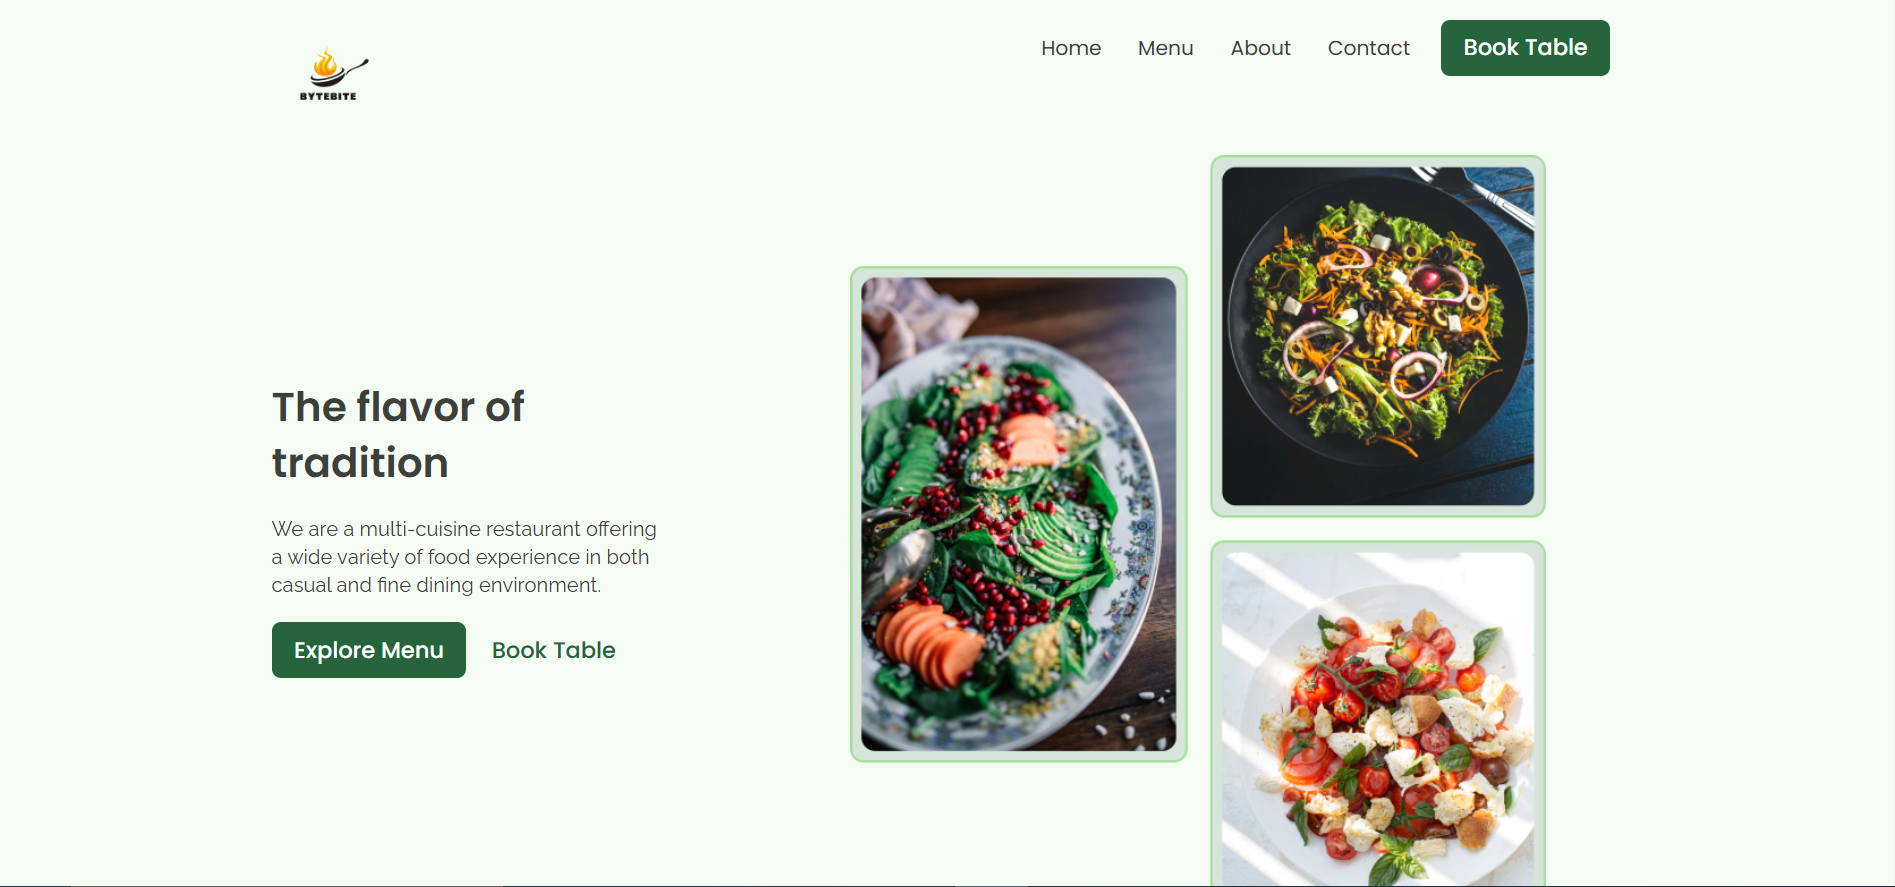 BYTEBITE
Home
Menu
About
Contact
Book Table
The flavor of
tradition
We are a multi-cuisine restaurant offering
a wide variety of food experience in both
casual and fine dining environment.
Explore Menu
Book Table